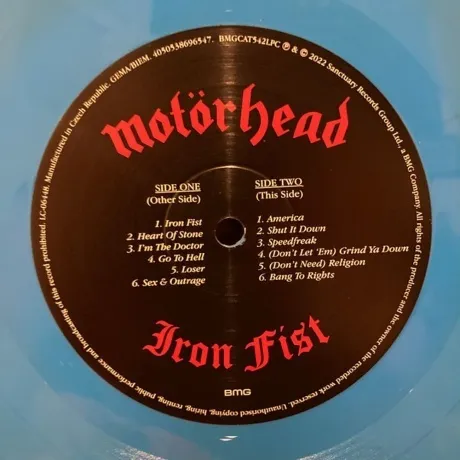 Manufactured in Czech Republic. GEMA/BIEM. 4050538696547. BMGCAT542LPC ℗ & © 2022 Sanctuary Records Group Ltd., a BMG Company. All rights of the producer and the owner of the recorded work reserved. Unauthorised copying, hiring, renting, public performance and broadcasting of this record prohibited. LC-06448.
motörhead
SIDE ONE
(Other Side)
1. Iron Fist
2. Heart Of Stone
3. I'm The Doctor
4. Go To Hell
5. Loser
6. Sex & Outrage
SIDE TWO
(This Side)
1. America
2. Shut It Down
3. Speedfreak
4. (Don't Let 'Em) Grind Ya Down
5. (Don't Need) Religion
6. Bang To Rights
Iron Fist
BMG